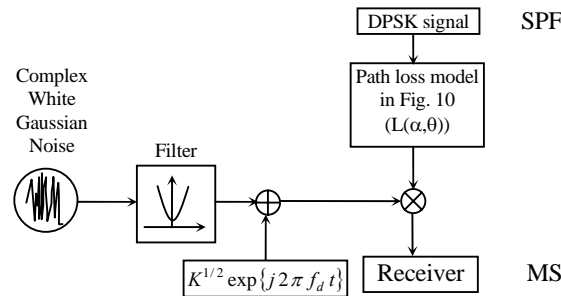 DPSK signal
SPF
Path loss model
in Fig. 10
(L(α,θ))
Complex
White
Gaussian
Noise
Filter
K^{1/2} exp{j 2 π f_d t}
Receiver
MS